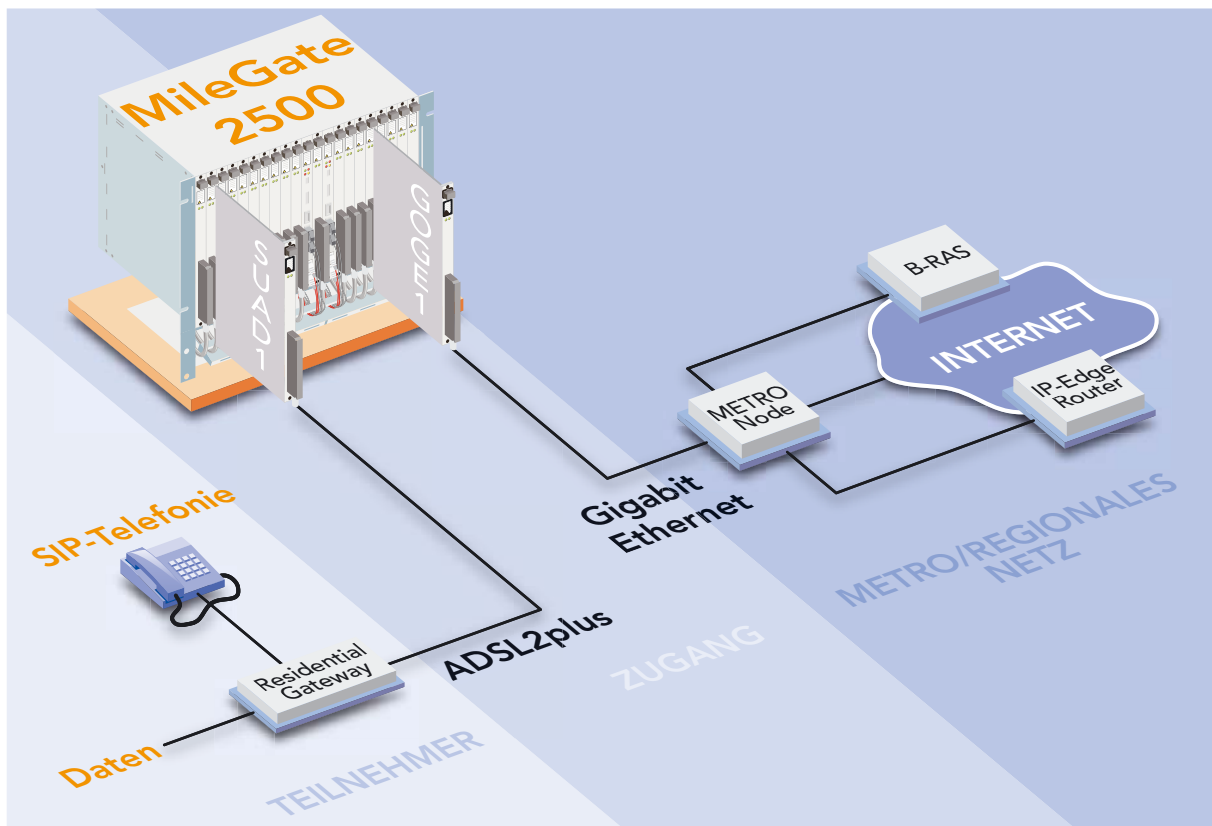 MileGate
2500
SUAD1
COGE1
B-RAS
INTERNET
IP-Edge
Router
METRO
Node
Gigabit
Ethernet
METRO/REGIONALES
NETZ
SIP-Telefonie
ADSL2plus
ZUGANG
Residential
Gateway
Daten
TEILNEHMER